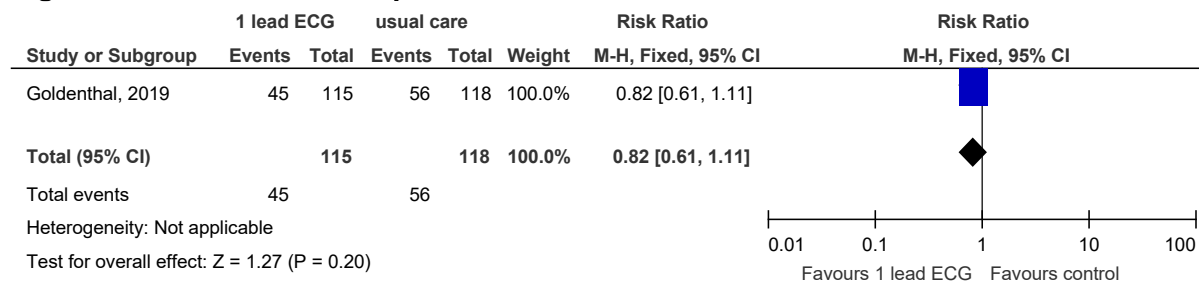 1 lead ECG usual care Risk Ratio Risk Ratio
Study or Subgroup Events Total Events Total Weight M-H, Fixed, 95% CI M-H, Fixed, 95% CI
Goldenthal, 2019 45 115 56 118 100.0% 0.82 [0.61, 1.11]
Total (95% CI) 115 118 100.0% 0.82 [0.61, 1.11]
Total events 45 56
Heterogeneity: Not applicable
Test for overall effect: Z = 1.27 (P = 0.20)
0.01 0.1 1 10 100
Favours 1 lead ECG Favours control